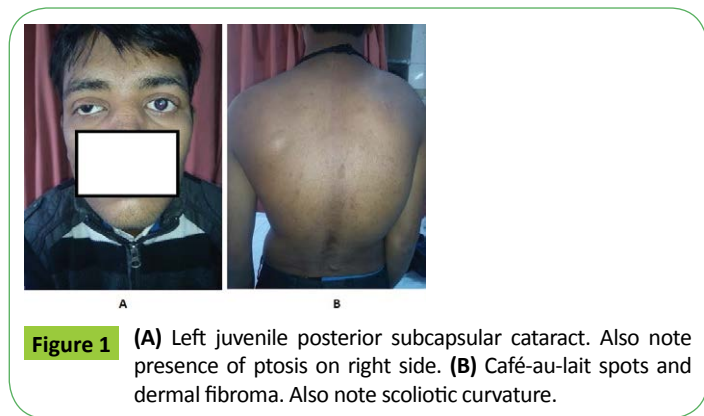 A
B
Figure 1
(A) Left juvenile posterior subcapsular cataract. Also note
presence of ptosis on right side. (B) Café-au-lait spots and
dermal fibroma. Also note scoliotic curvature.